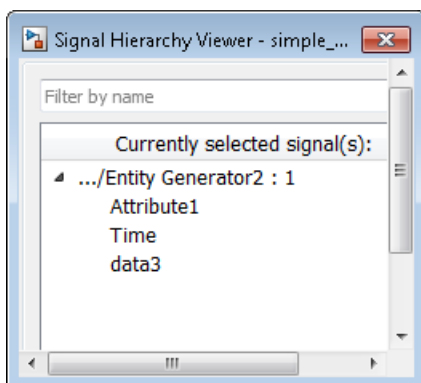 Signal Hierarchy Viewer - simple_...
Filter by name
Currently selected signal(s):
.../Entity Generator2 : 1
Attribute1
Time
data3